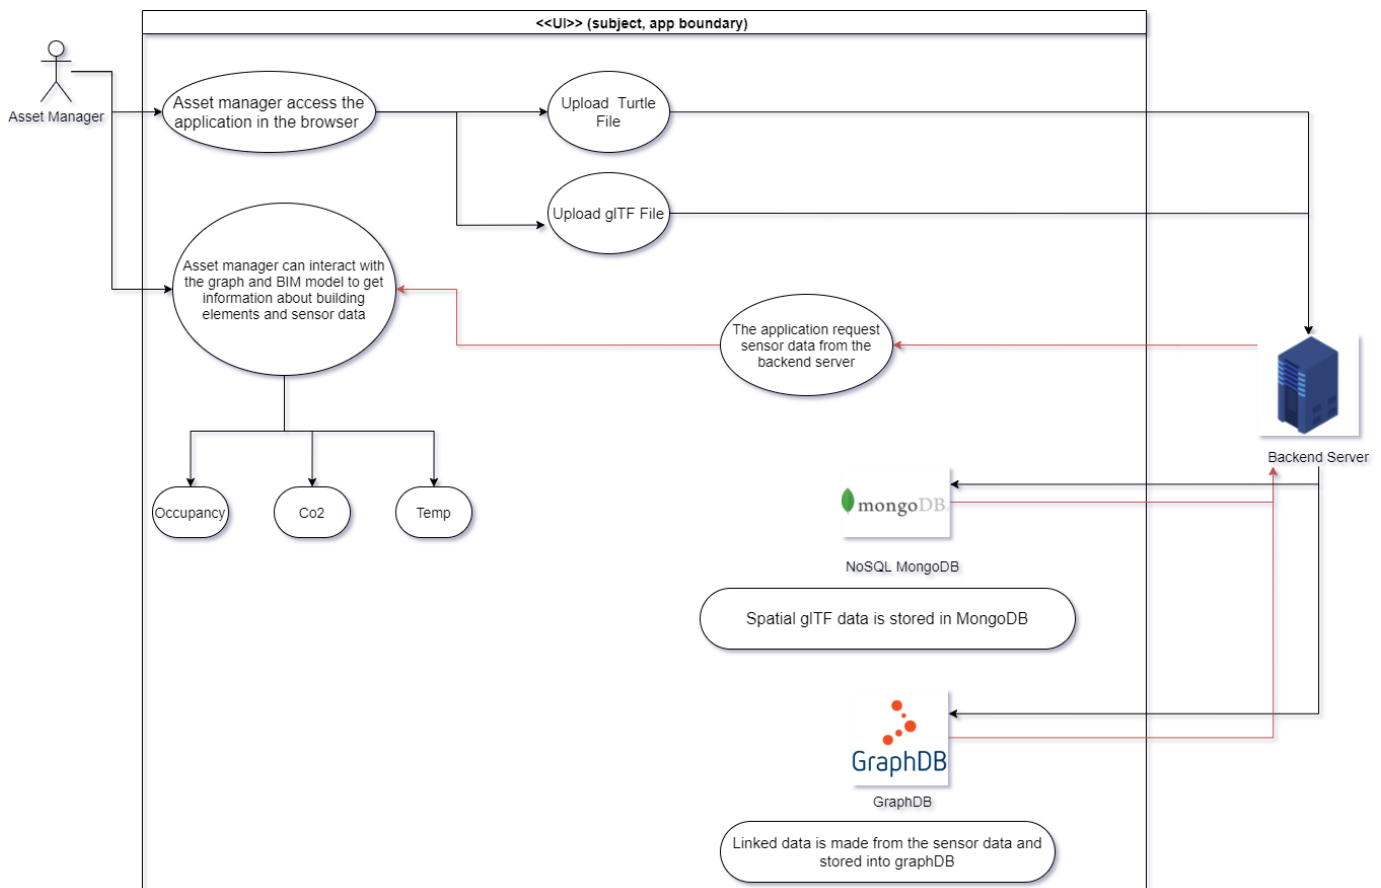 <<UI>> (subject, app boundary)
Asset Manager
Asset manager access the
application in the browser
Upload Turtle
File
Upload glTF File
Asset manager can interact with
the graph and BIM model to get
information about building
elements and sensor data
The application request
sensor data from the
backend server
Backend Server
Occupancy
Co2
Temp
mongoDB.
NoSQL MongoDB
Spatial glTF data is stored in MongoDB
GraphDB
GraphDB
Linked data is made from the sensor data and
stored into graphDB